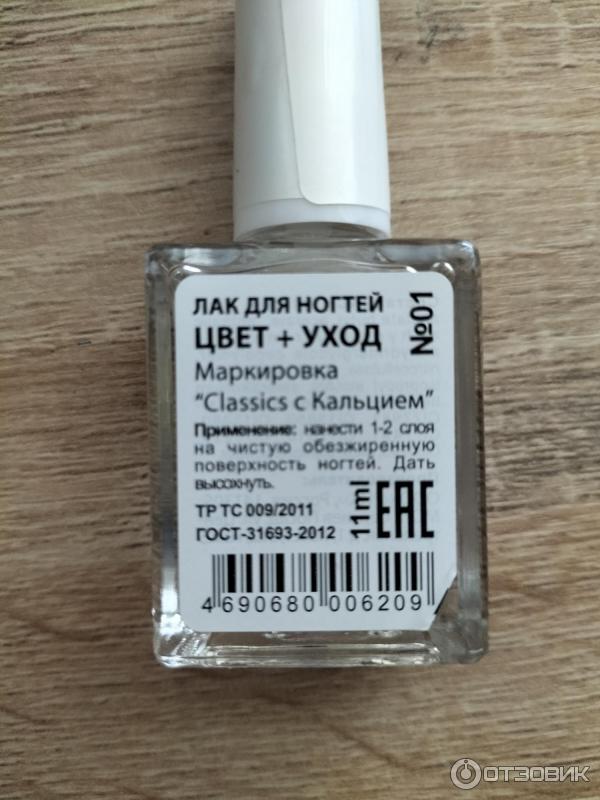 ЛАК ДЛЯ НОГТЕЙ
ЦВЕТ + УХОД
№01
Маркировка
“Classics с Кальцием”
Применение: нанести 1-2 слоя
на чистую обезжиренную
поверхность ногтей. Дать
высохнуть.
ТР ТС 009/2011
ГОСТ-31693-2012
11ml
EAC
4 690680 006209
ОТЗОВИК